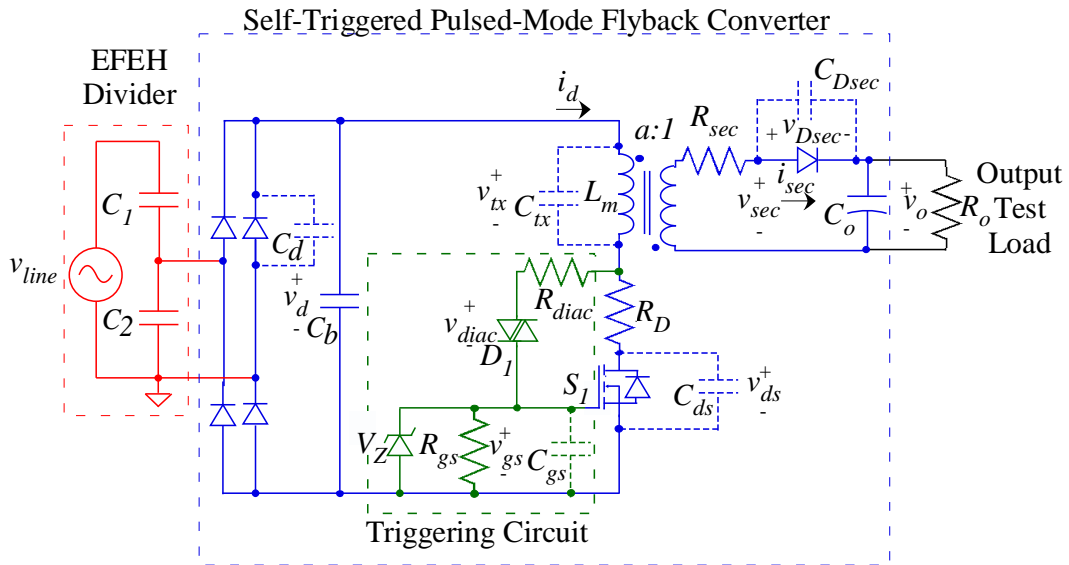 Self-Triggered Pulsed-Mode Flyback Converter
EFEH
Divider
i_d
a:1
R_sec
C_Dsec
+ v_Dsec -
i_sec
v_line
C_1
C_2
C_d
+
v_d
-
C_b
+
v_tx
-
C_tx
L_m
+
v_sec
-
C_o
+
v_o
-
R_o
Output
Test
Load
R_diac
+
v_diac
-
D_1
R_D
S_1
C_ds
+
v_ds
-
V_Z
R_gs
+
v_gs
-
C_gs
Triggering Circuit